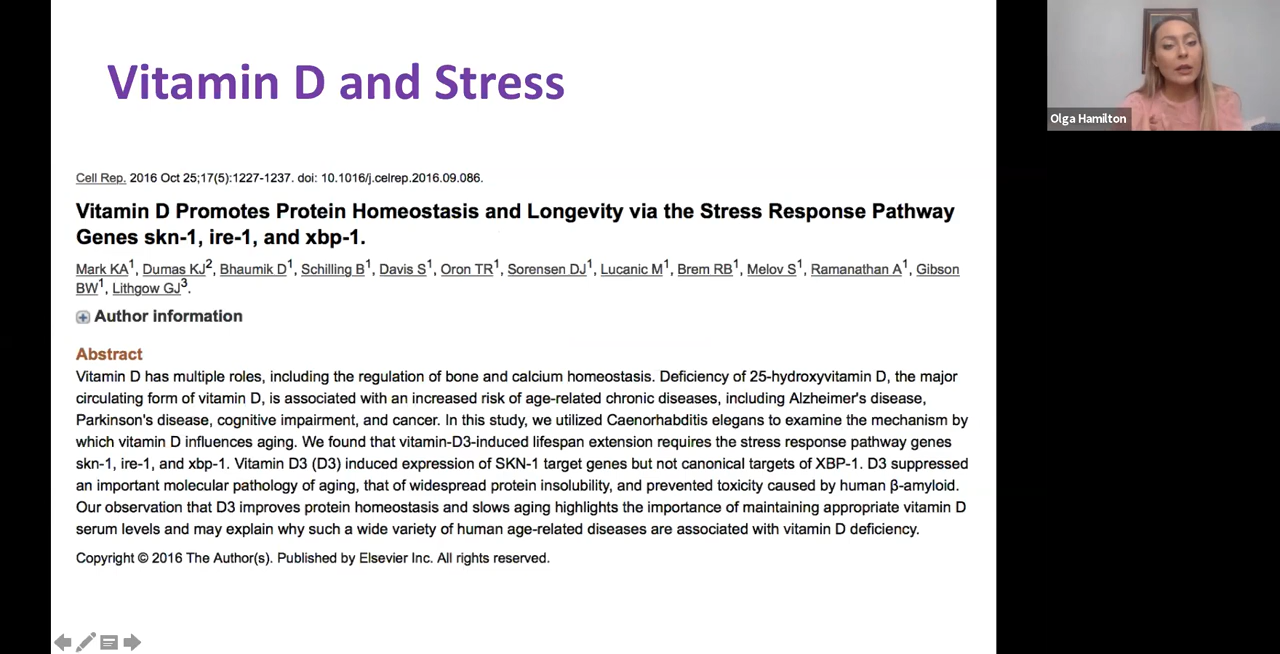 Vitamin D and Stress
Olga Hamilton
Cell Rep. 2016 Oct 25;17(5):1227-1237. doi: 10.1016/j.celrep.2016.09.086.
Vitamin D Promotes Protein Homeostasis and Longevity via the Stress Response Pathway
Genes skn-1, ire-1, and xbp-1.
Mark KA1, Dumas KJ2, Bhaumik D1, Schilling B1, Davis S1, Oron TR1, Sorensen DJ1, Lucanic M1, Brem RB1, Melov S1, Ramanathan A1, Gibson
BW1, Lithgow GJ3.
Author information
Abstract
Vitamin D has multiple roles, including the regulation of bone and calcium homeostasis. Deficiency of 25-hydroxyvitamin D, the major
circulating form of vitamin D, is associated with an increased risk of age-related chronic diseases, including Alzheimer's disease,
Parkinson's disease, cognitive impairment, and cancer. In this study, we utilized Caenorhabditis elegans to examine the mechanism by
which vitamin D influences aging. We found that vitamin-D3-induced lifespan extension requires the stress response pathway genes
skn-1, ire-1, and xbp-1. Vitamin D3 (D3) induced expression of SKN-1 target genes but not canonical targets of XBP-1. D3 suppressed
an important molecular pathology of aging, that of widespread protein insolubility, and prevented toxicity caused by human β-amyloid.
Our observation that D3 improves protein homeostasis and slows aging highlights the importance of maintaining appropriate vitamin D
serum levels and may explain why such a wide variety of human age-related diseases are associated with vitamin D deficiency.
Copyright © 2016 The Author(s). Published by Elsevier Inc. All rights reserved.